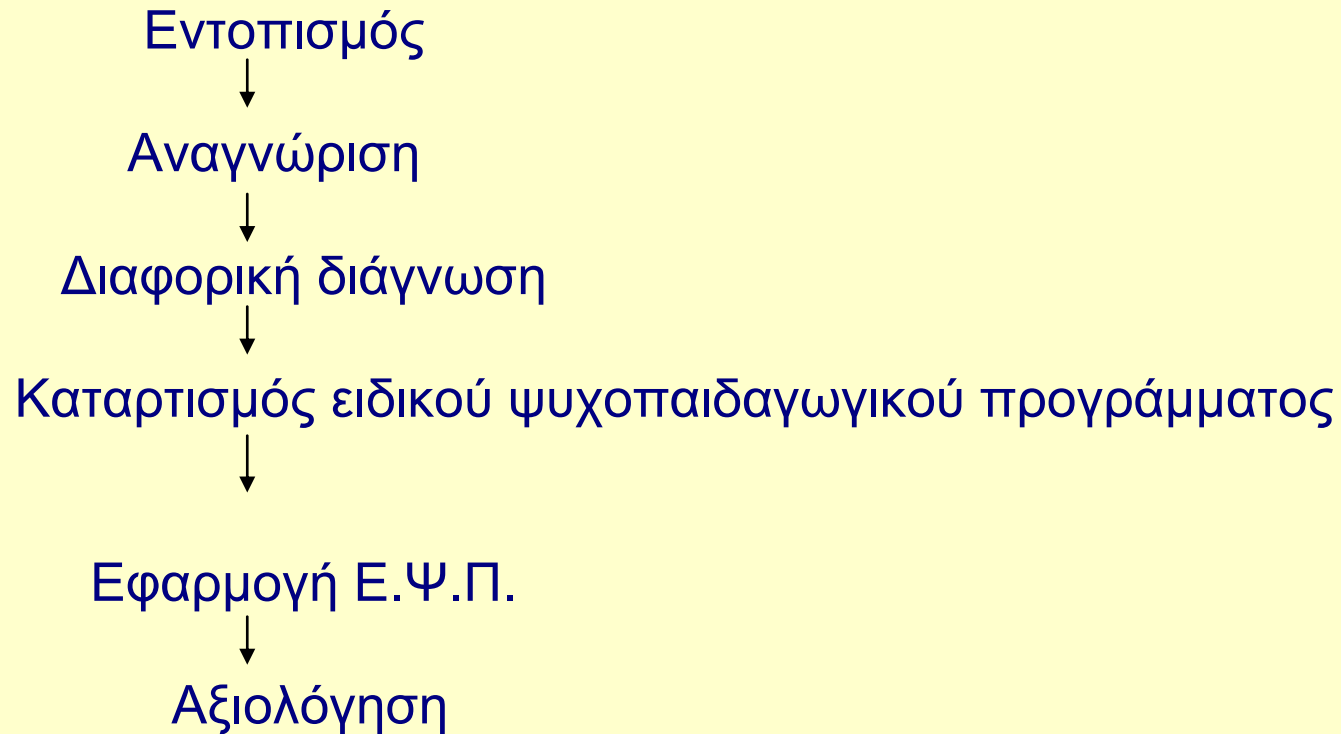 Εντοπισμός
Αναγνώριση
Διαφορική διάγνωση
Καταρτισμός ειδικού ψυχοπαιδαγωγικού προγράμματος
Εφαρμογή Ε.Ψ.Π.
Αξιολόγηση